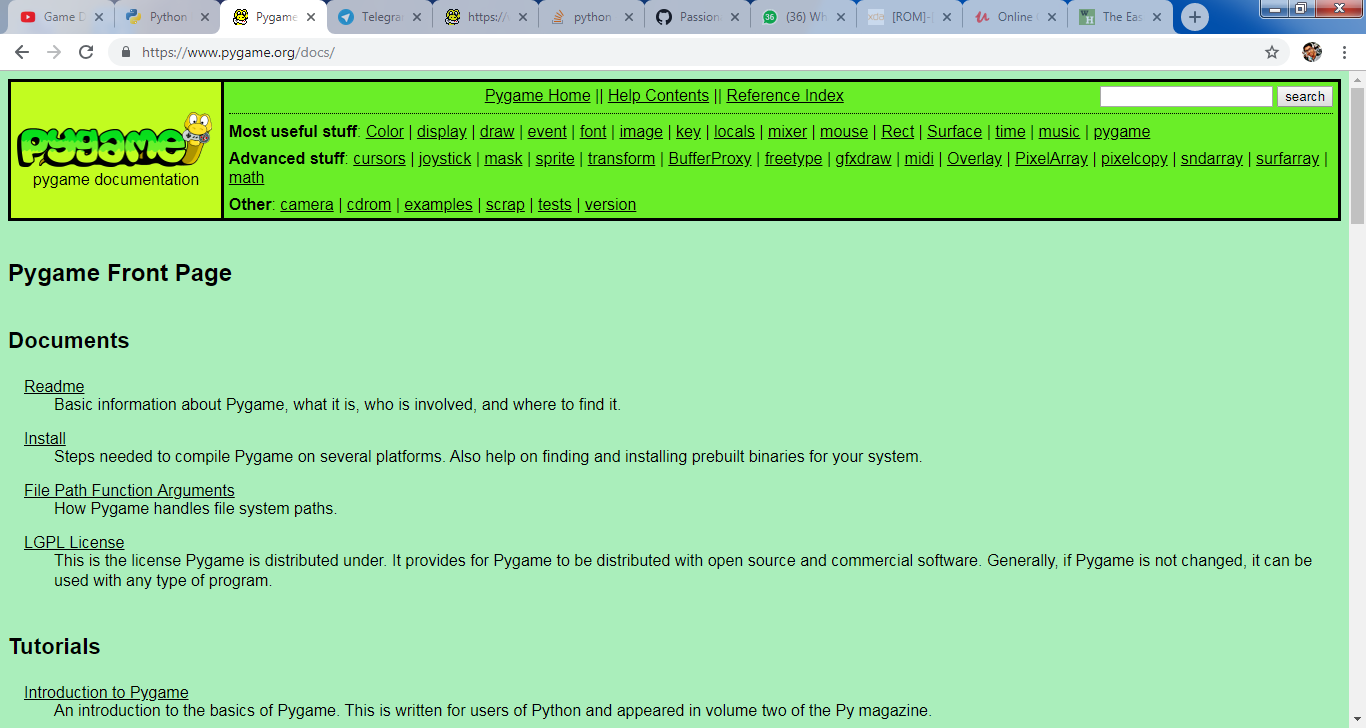 Game D
Python
Pygame
Telegra
https://
python
Passion
(36) Wh
[ROM]-
Online
The Eas
https://www.pygame.org/docs/
Pygame Home || Help Contents || Reference Index
search
pygame
pygame documentation
Most useful stuff: Color | display | draw | event | font | image | key | locals | mixer | mouse | Rect | Surface | time | music | pygame
Advanced stuff: cursors | joystick | mask | sprite | transform | BufferProxy | freetype | gfxdraw | midi | Overlay | PixelArray | pixelcopy | sndarray | surfarray |
math
Other: camera | cdrom | examples | scrap | tests | version
Pygame Front Page
Documents
Readme
Basic information about Pygame, what it is, who is involved, and where to find it.
Install
Steps needed to compile Pygame on several platforms. Also help on finding and installing prebuilt binaries for your system.
File Path Function Arguments
How Pygame handles file system paths.
LGPL License
This is the license Pygame is distributed under. It provides for Pygame to be distributed with open source and commercial software. Generally, if Pygame is not changed, it can be
used with any type of program.
Tutorials
Introduction to Pygame
An introduction to the basics of Pygame. This is written for users of Python and appeared in volume two of the Py magazine.